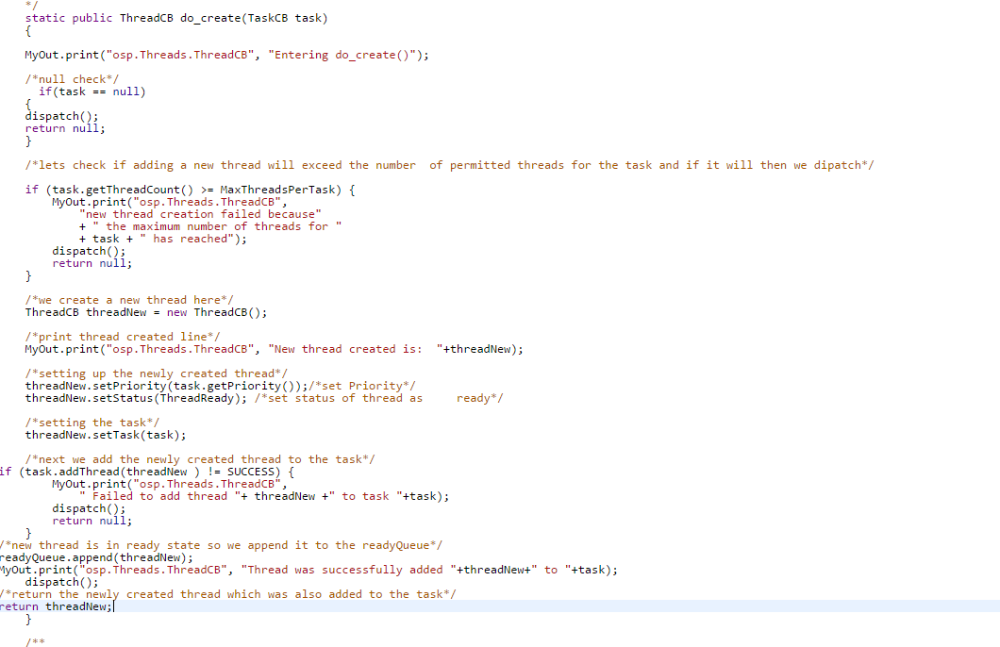 */
static public ThreadCB do_create(TaskCB task)
{
MyOut.print("osp.Threads.ThreadCB", "Entering do_create()");
/*null check*/
if(task == null)
{
dispatch();
return null;
}
/*lets check if adding a new thread will exceed the number  of permitted threads for the task and if it will then we dipatch*/
if (task.getThreadCount() >= MaxThreadsPerTask) {
MyOut.print("osp.Threads.ThreadCB",
"new thread creation failed because"
+ " the maximum number of threads for "
+ task + " has reached");
dispatch();
return null;
}
/*we create a new thread here*/
ThreadCB threadNew = new ThreadCB();
/*print thread created line*/
MyOut.print("osp.Threads.ThreadCB", "New thread created is:  "+threadNew);
/*setting up the newly created thread*/
threadNew.setPriority(task.getPriority());/*set Priority*/
threadNew.setStatus(ThreadReady); /*set status of thread as     ready*/
/*setting the task*/
threadNew.setTask(task);
/*next we add the newly created thread to the task*/
if (task.addThread(threadNew ) != SUCCESS) {
MyOut.print("osp.Threads.ThreadCB",
" Failed to add thread "+ threadNew +" to task "+task);
dispatch();
return null;
}
/*new thread is in ready state so we append it to the readyQueue*/
readyQueue.append(threadNew);
MyOut.print("osp.Threads.ThreadCB", "Thread was successfully added "+threadNew+" to "+task);
dispatch();
/*return the newly created thread which was also added to the task*/
return threadNew;
}
/**